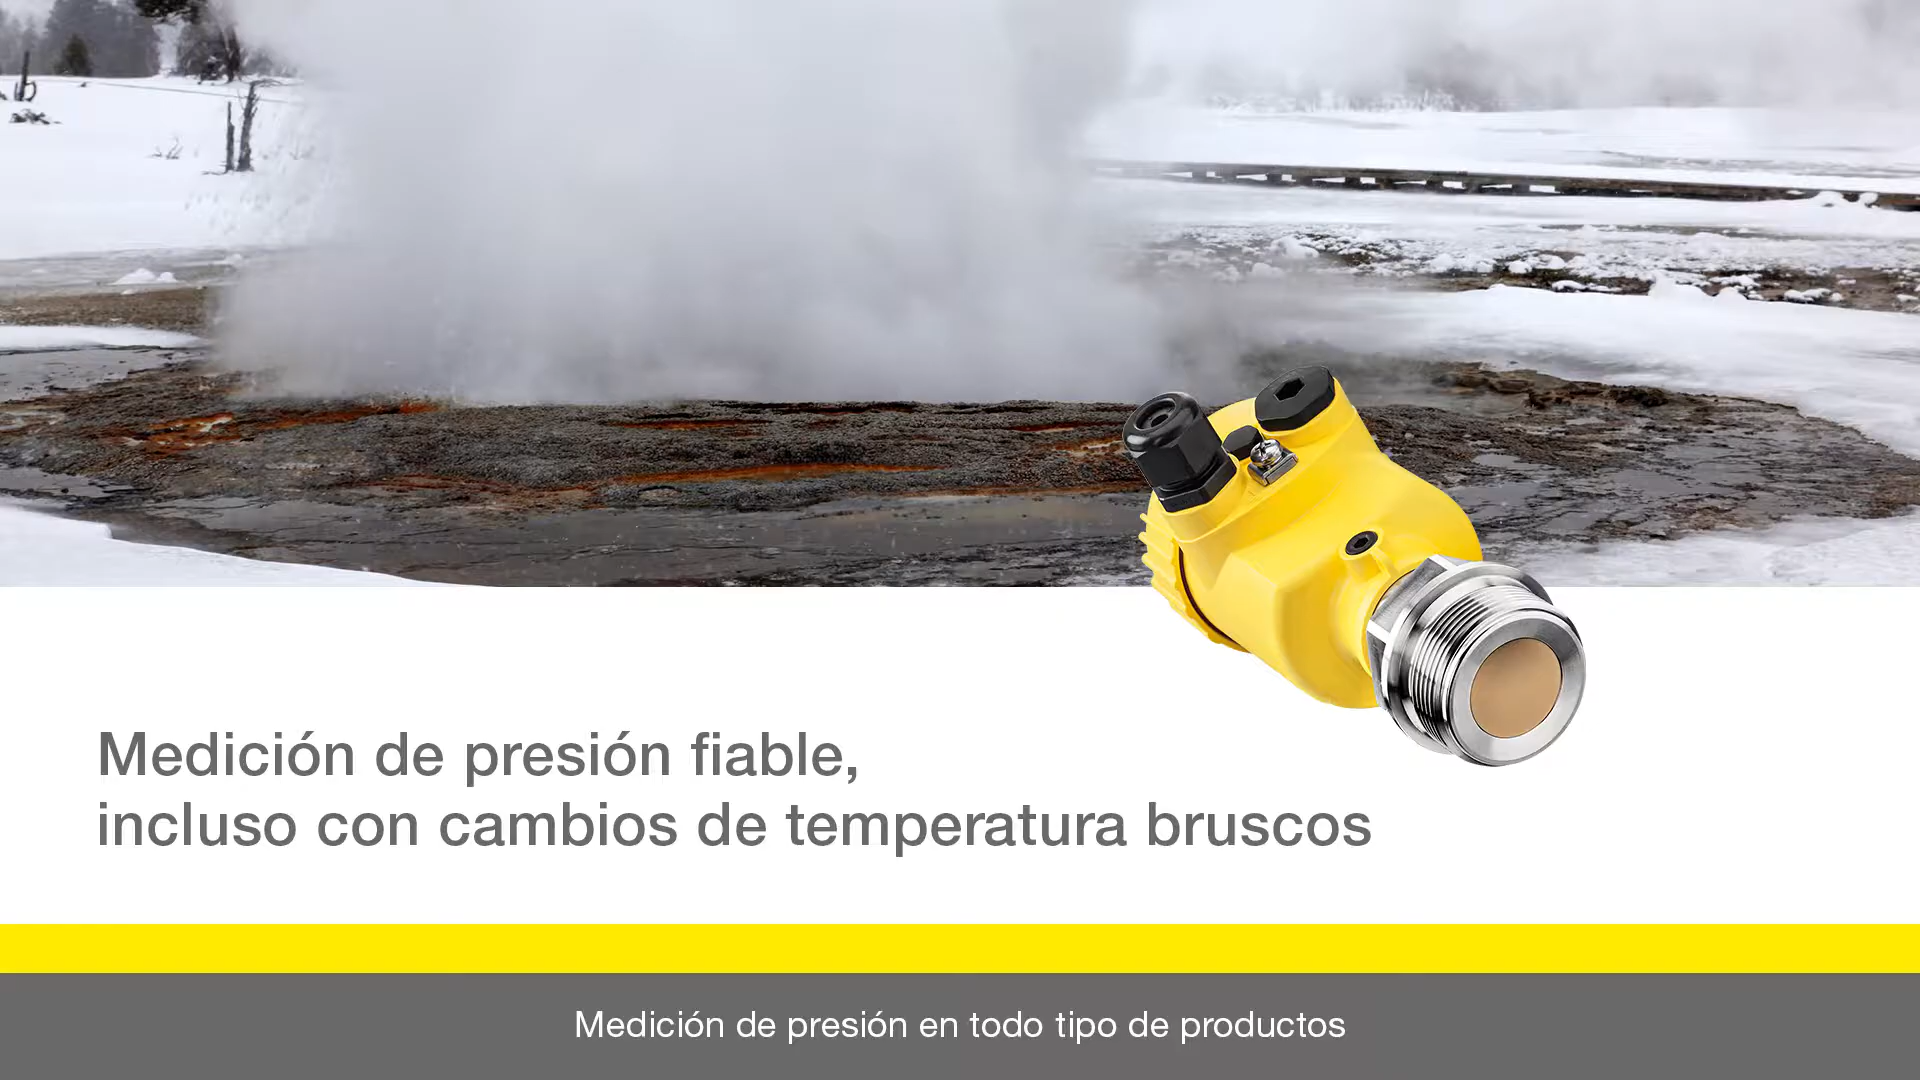 Medición de presión fiable,
incluso con cambios de temperatura bruscos
Medición de presión en todo tipo de productos